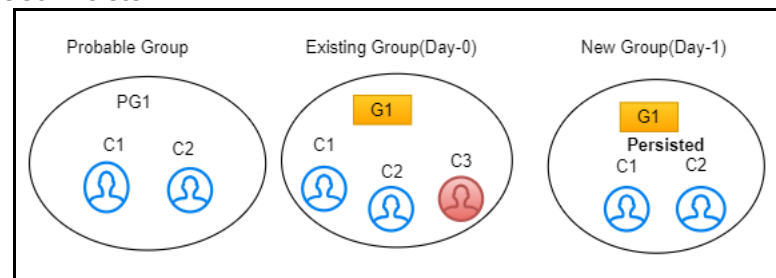 Probable Group
Existing Group(Day-0)
New Group(Day-1)
PG1
C1
C2
G1
C1
C2
C3
G1
Persisted
C1
C2